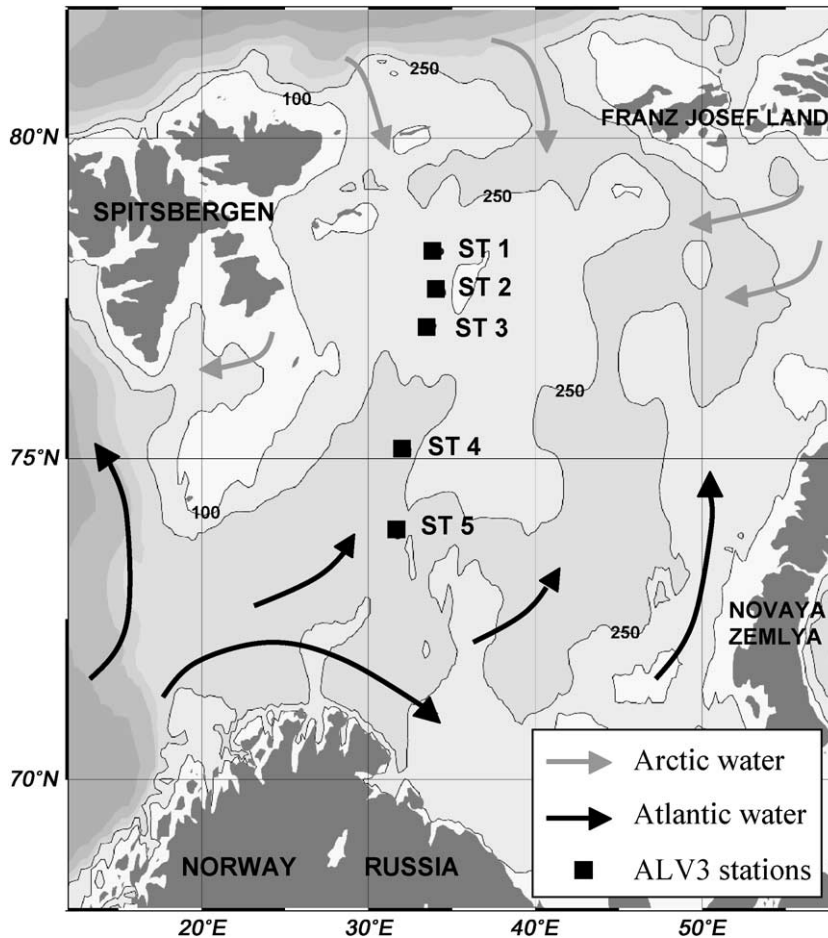 250
100
250
80°N
FRANZ JOSEF LAND
250
SPITSBERGEN
ST 1
ST 2
ST 3
250
75°N
ST 4
100
ST 5
NOVAYA
ZEMLYA
250
70°N
Arctic water
Atlantic water
ALV3 stations
NORWAY
RUSSIA
20°E
30°E
40°E
50°E